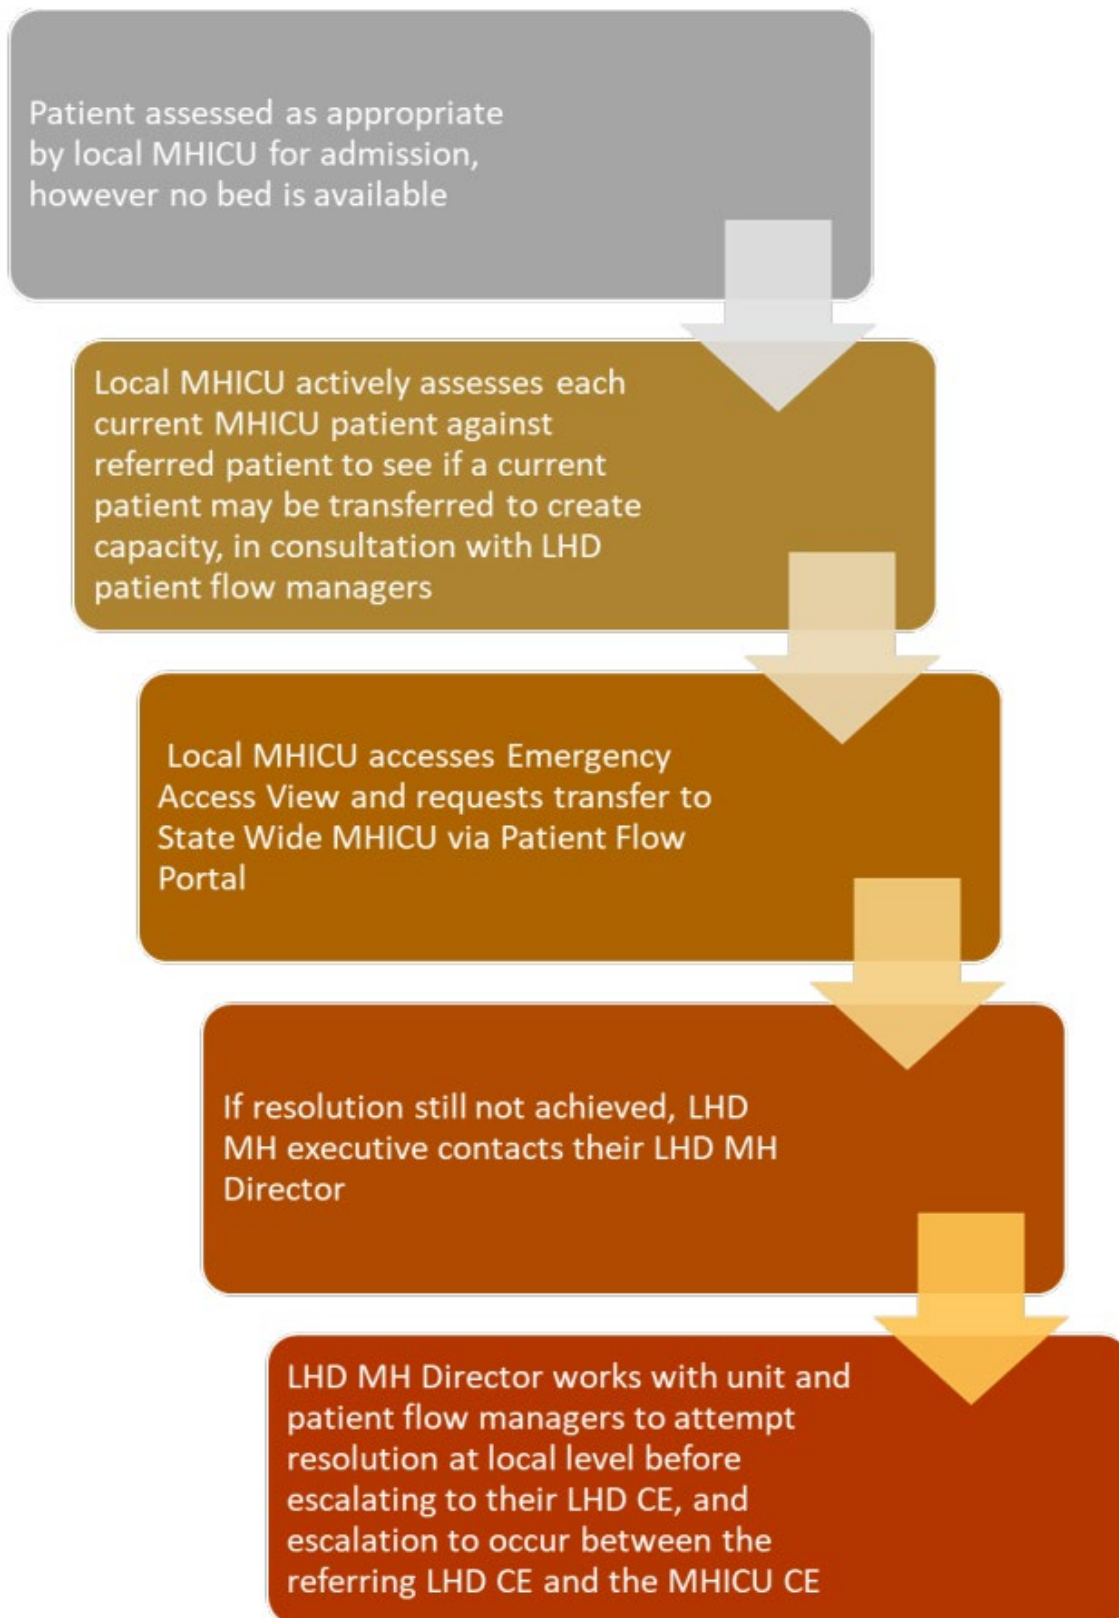 Patient assessed as appropriate
by local MHICU for admission,
however no bed is available
Local MHICU actively assesses each
current MHICU patient against
referred patient to see if a current
patient may be transferred to create
capacity, in consultation with LHD
patient flow managers
Local MHICU accesses Emergency
Access View and requests transfer to
State Wide MHICU via Patient Flow
Portal
If resolution still not achieved, LHD
MH executive contacts their LHD MH
Director
LHD MH Director works with unit and
patient flow managers to attempt
resolution at local level before
escalating to their LHD CE, and
escalation to occur between the
referring LHD CE and the MHICU CE